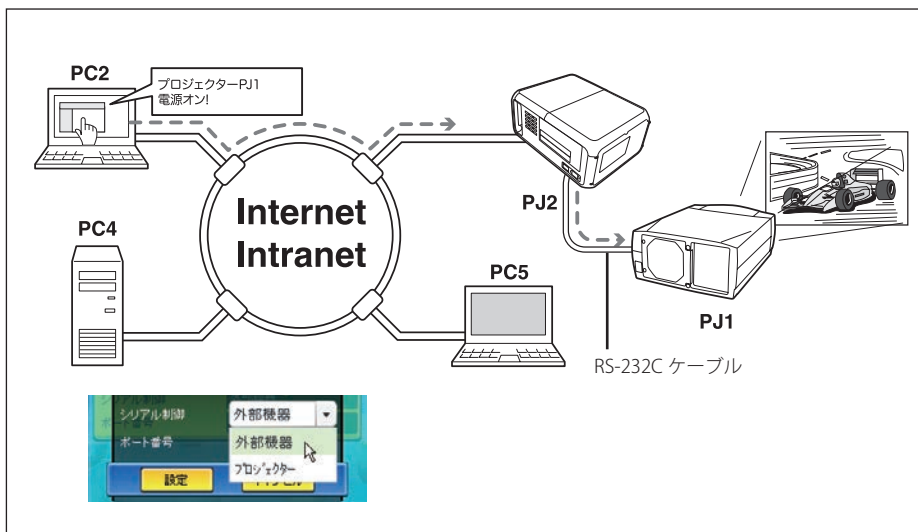 PC2
プロジェクターPJ1
電源オン!
PJ2
Internet
Intranet
PC4
PC5
PJ1
RS-232C ケーブル
シリアル制御
外部機器
ポート番号
外部機器
プロジェクター
設定